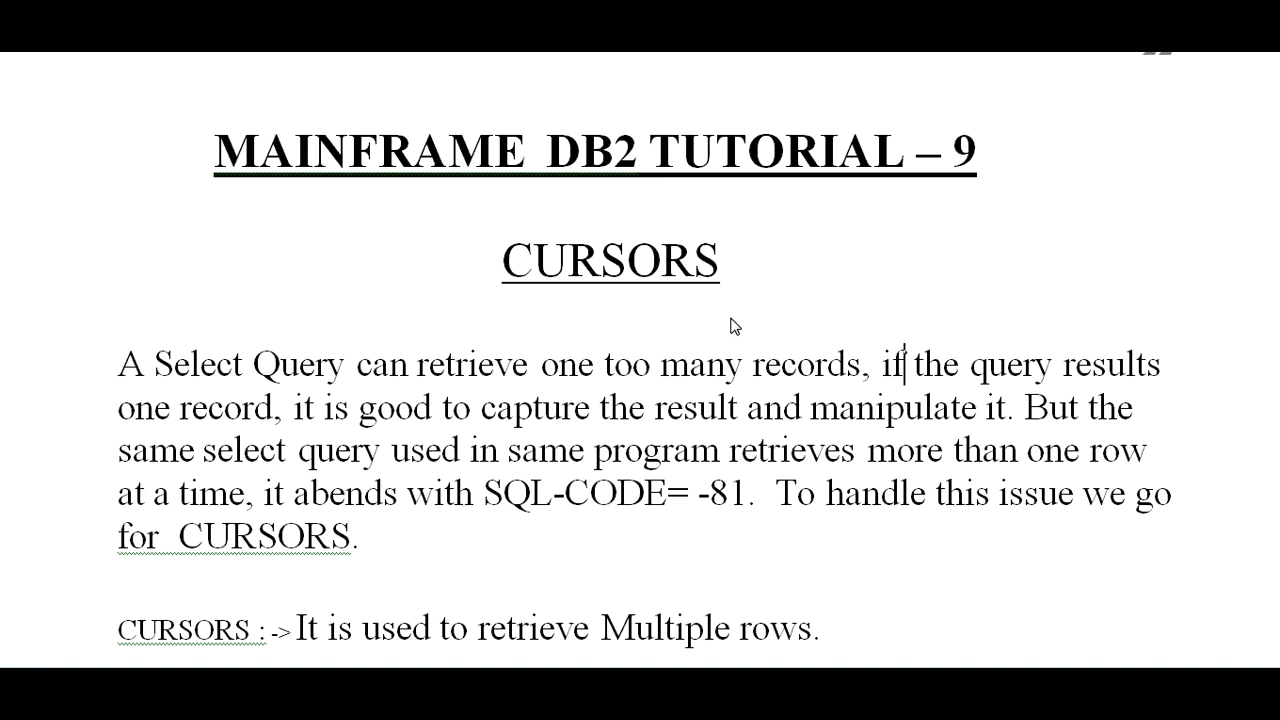 MAINFRAME DB2 TUTORIAL – 9
CURSORS
A Select Query can retrieve one too many records, if the query results
one record, it is good to capture the result and manipulate it. But the
same select query used in same program retrieves more than one row
at a time, it abends with SQL-CODE= -81. To handle this issue we go
for CURSORS.
CURSORS : -> It is used to retrieve Multiple rows.